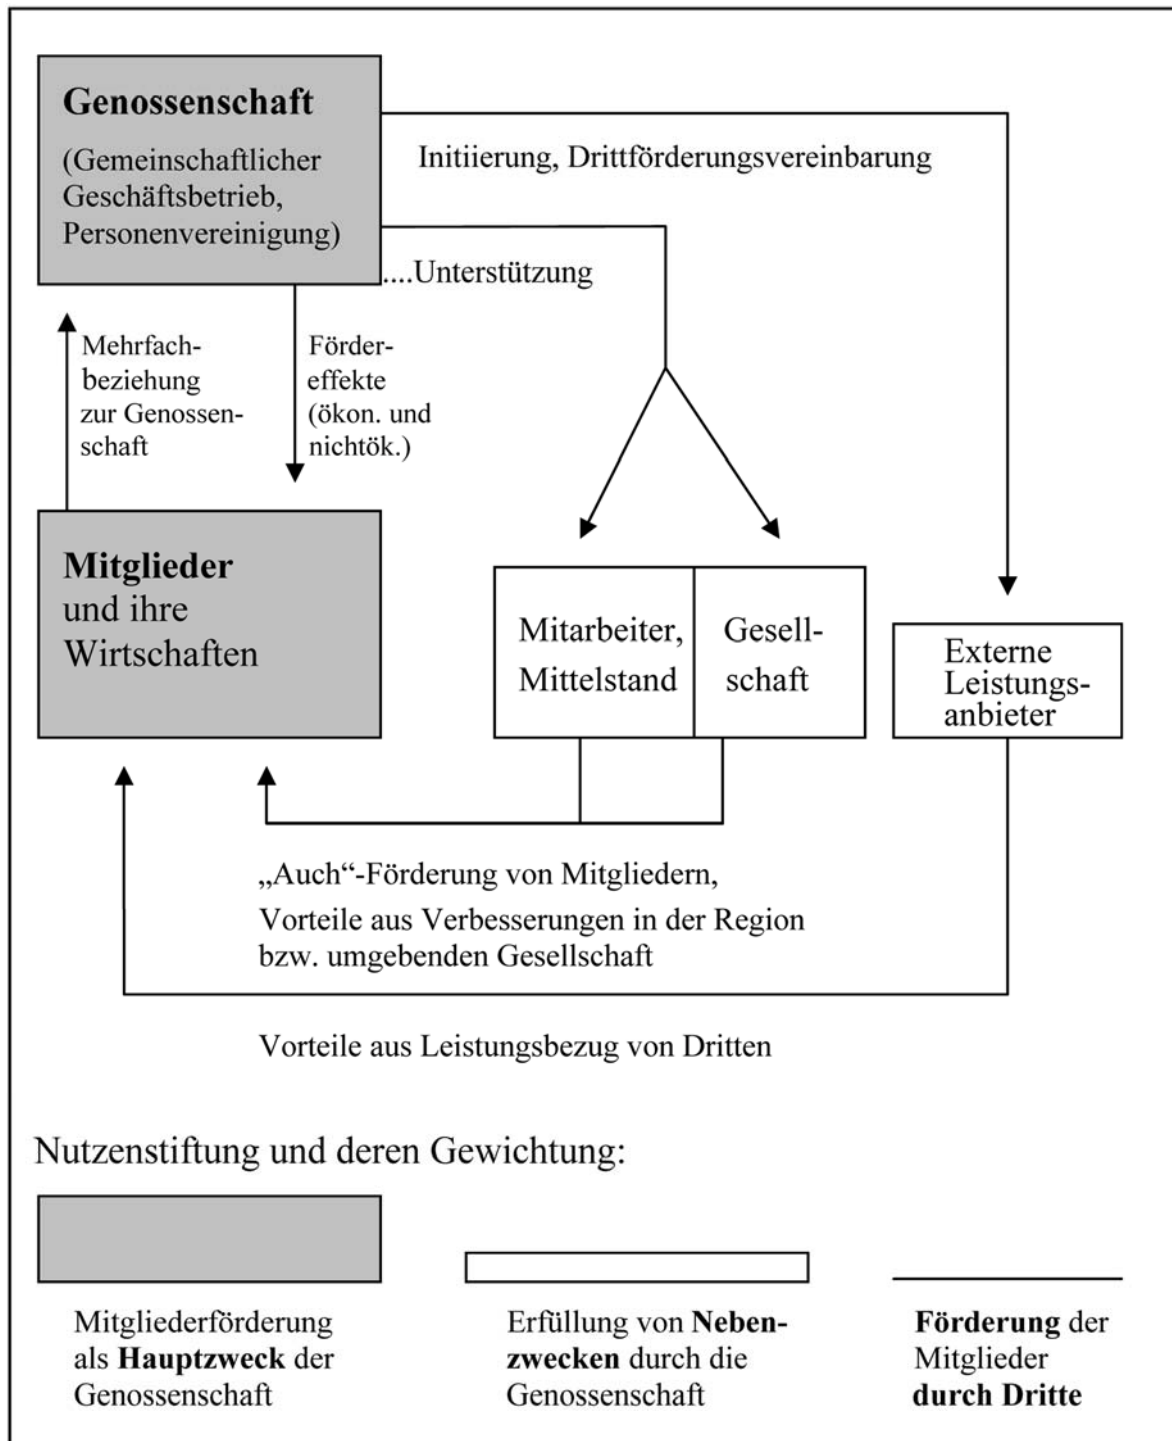 Genossenschaft
(Gemeinschaftlicher
Geschäftsbetrieb,
Personenvereinigung)
Initiierung, Drittförderungsvereinbarung
....Unterstützung
Mehrfach-
beziehung
zur Genossen-
schaft
Förder-
effekte
(ökon. und
nichtök.)
Mitglieder
und ihre
Wirtschaften
Mitarbeiter,
Mittelstand
Gesell-
schaft
Externe
Leistungs-
anbieter
„Auch“-Förderung von Mitgliedern,
Vorteile aus Verbesserungen in der Region
bzw. umgebenden Gesellschaft
Vorteile aus Leistungsbezug von Dritten
Nutzenstiftung und deren Gewichtung:
Mitgliederförderung
als Hauptzweck der
Genossenschaft
Erfüllung von Neben-
zwecken durch die
Genossenschaft
Förderung der
Mitglieder
durch Dritte